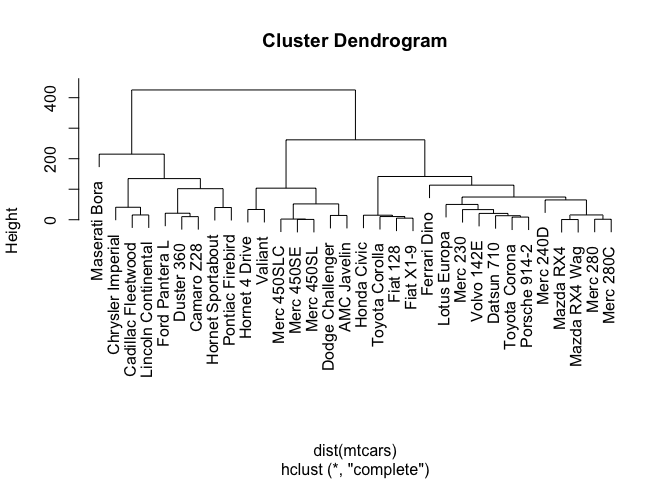 Cluster Dendrogram
Height
400
200
0
Maserati Bora
Chrysler Imperial
Cadillac Fleetwood
Lincoln Continental
Ford Pantera L
Duster 360
Camaro Z28
Hornet Sportabout
Pontiac Firebird
Hornet 4 Drive
Valiant
Merc 450SLC
Merc 450SE
Merc 450SL
Dodge Challenger
AMC Javelin
Honda Civic
Toyota Corolla
Fiat 128
Fiat X1-9
Ferrari Dino
Lotus Europa
Merc 230
Volvo 142E
Datsun 710
Toyota Corona
Porsche 914-2
Merc 240D
Mazda RX4
Mazda RX4 Wag
Merc 280
Merc 280C
dist(mtcars)
hclust (*, "complete")